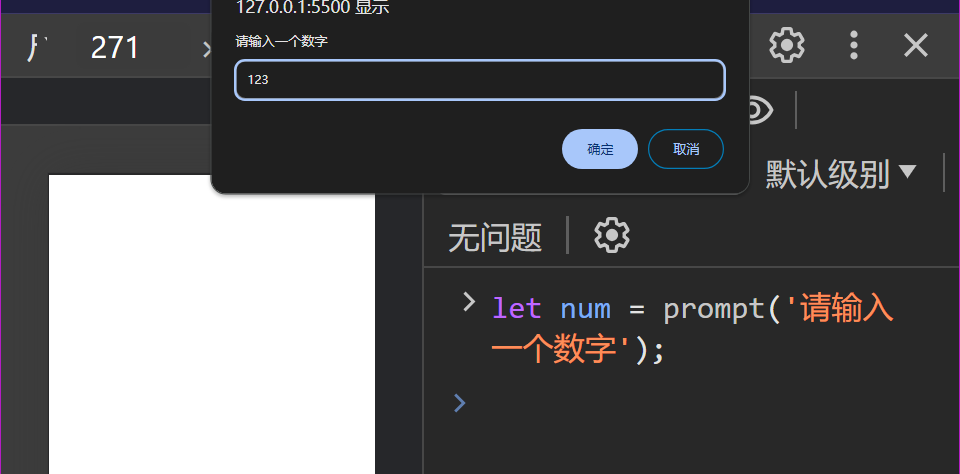 127.0.0.1:5500 显示
271
请输入一个数字
123
确定
取消
默认级别
无问题
let num = prompt('请输入
一个数字');